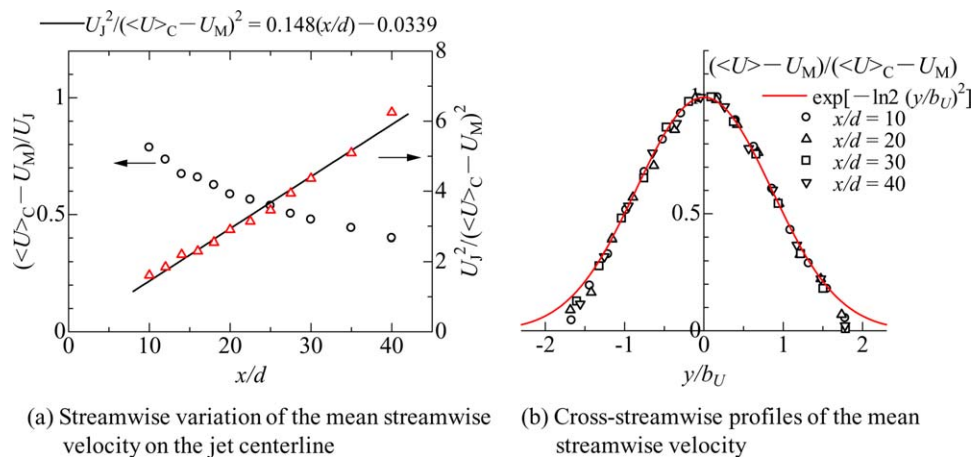 U_J^2/(<U>_C−U_M)^2 = 0.148(x/d)−0.0339
(<U>_C−U_M)/U_J
1
0.5
0
0 10 20 30 40
x/d
8
6
4
2
0
U_J^2/(<U>_C−U_M)^2
(a) Streamwise variation of the mean streamwise
velocity on the jet centerline
(<U>−U_M)/(<U>_C−U_M)
exp[−ln2 (y/b_U)^2]
x/d = 10
x/d = 20
x/d = 30
x/d = 40
1
0.5
0
-2 -1 1 2
y/b_U
(b) Cross-streamwise profiles of the mean
streamwise velocity